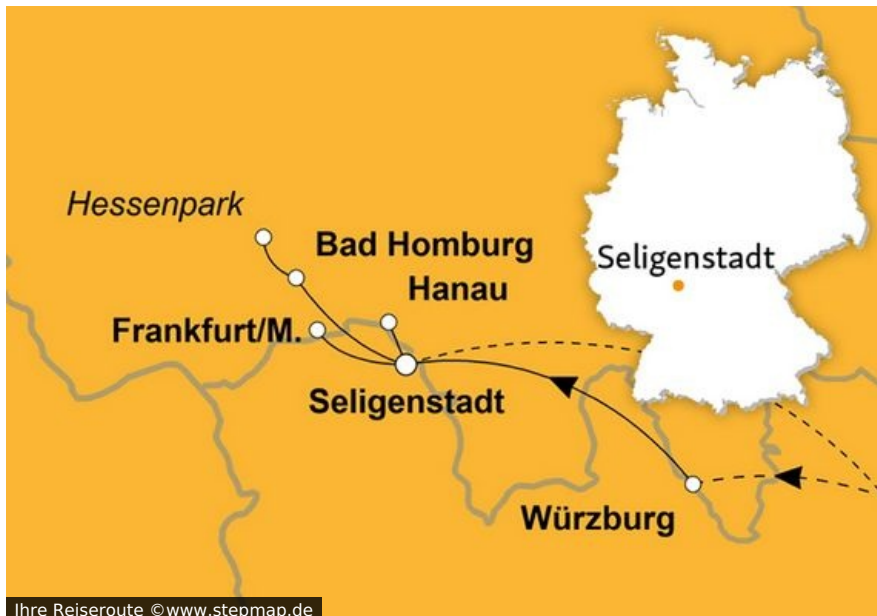 Hessenpark
Bad Homburg
Seligenstadt
Hanau
Frankfurt/M.
Seligenstadt
Würzburg
Ihre Reiseroute ©www.stepmap.de